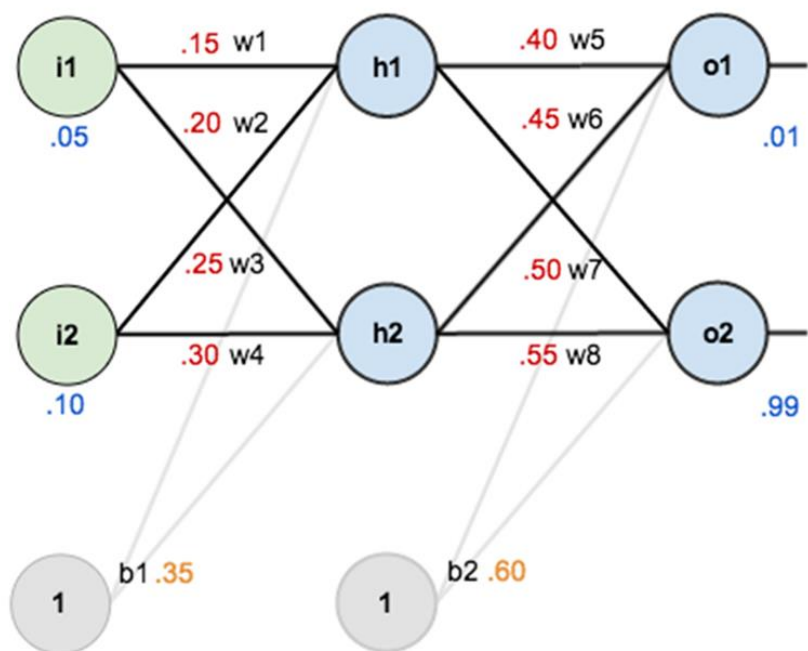 i1 .15 w1 h1 .40 w5 o1
.20 w2 .45 w6
.05 .01
.25 w3 .50 w7
i2 h2 o2
.30 w4 .55 w8
.10 .99
b1 .35 b2 .60
1 1